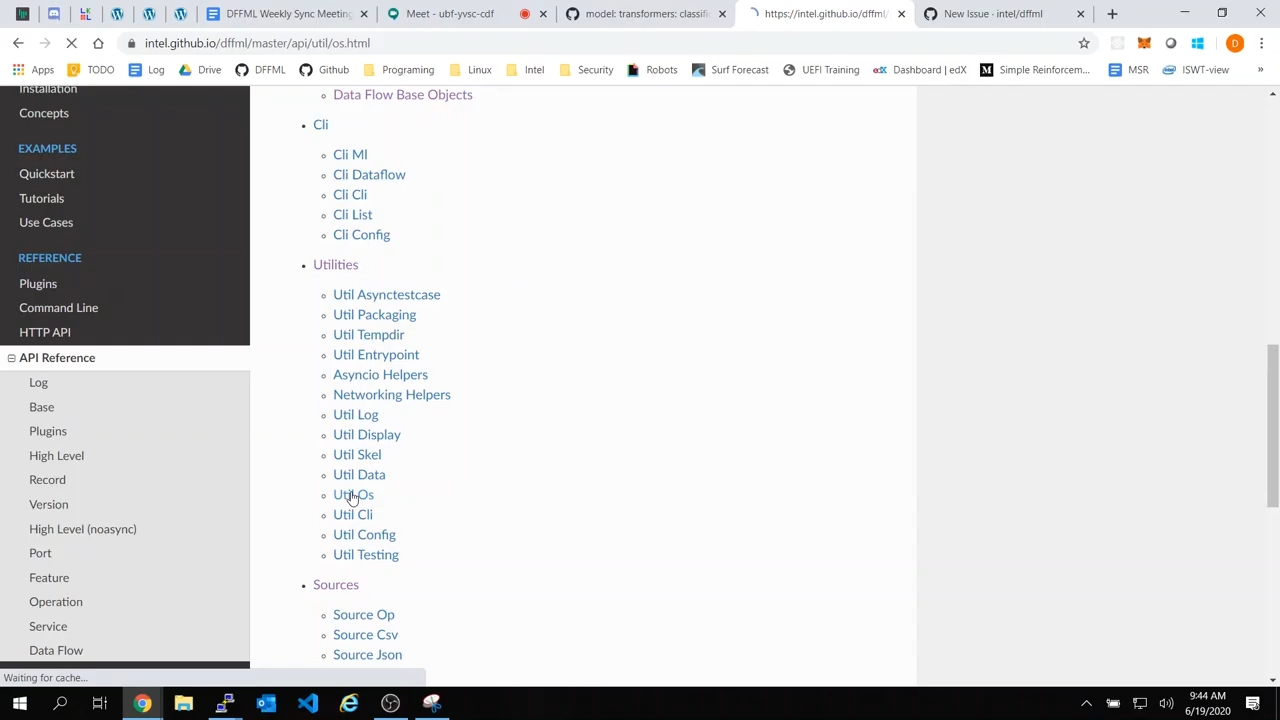 DFFML Weekly Sync Meeting
Meet - ubf-yysc-cdf
model: transformers: classific
https://intel.github.io/dffml/
New Issue · intel/dffml
intel.github.io/dffml/master/api/util/os.html
Apps
TODO
Log
Drive
DFFML
Github
Programing
Linux
Intel
Security
Robots
Surf Forecast
UEFI Training
Dashboard | edX
Simple Reinforcem...
MSR
ISWT-view
»
Installation
Concepts
EXAMPLES
Quickstart
Tutorials
Use Cases
REFERENCE
Plugins
Command Line
HTTP API
API Reference
Log
Base
Plugins
High Level
Record
Version
High Level (noasync)
Port
Feature
Operation
Service
Data Flow
Data Flow Base Objects
Cli
Cli Ml
Cli Dataflow
Cli Cli
Cli List
Cli Config
Utilities
Util Asynctestcase
Util Packaging
Util Tempdir
Util Entrypoint
Asyncio Helpers
Networking Helpers
Util Log
Util Display
Util Skel
Util Data
Util Os
Util Cli
Util Config
Util Testing
Sources
Source Op
Source Csv
Source Json
Waiting for cache...
9:44 AM
6/19/2020